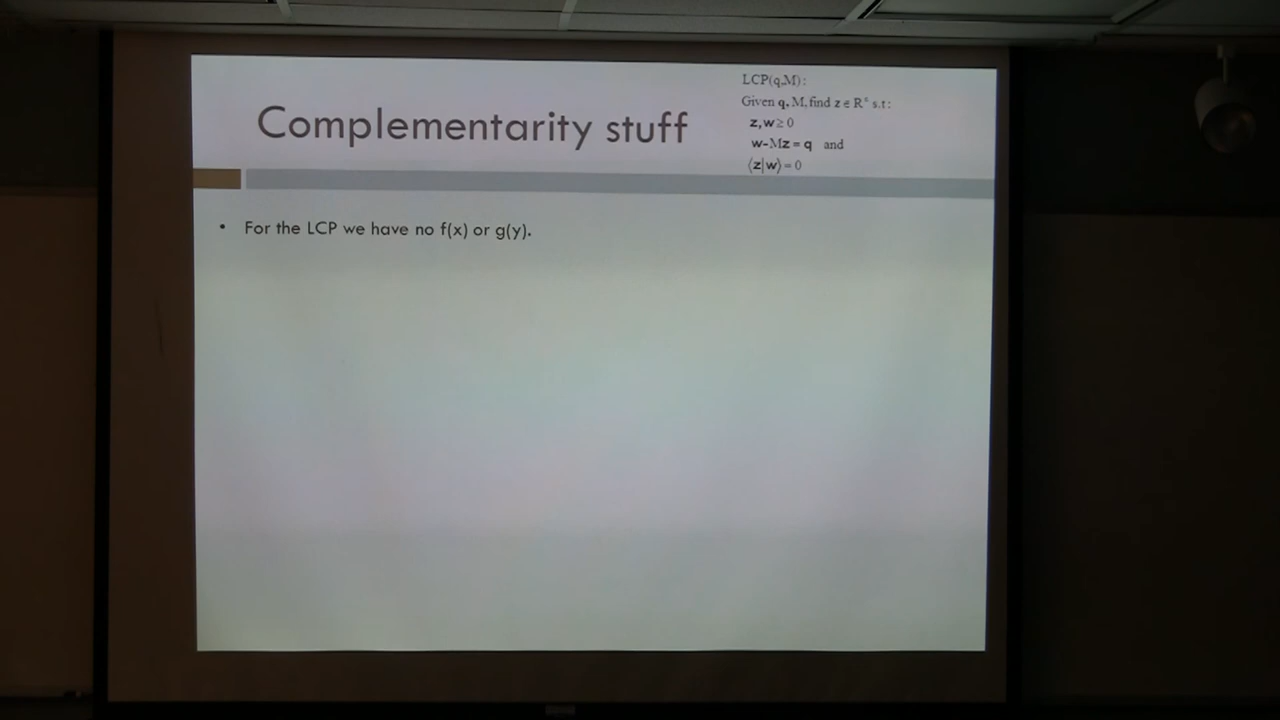 Complementarity stuff
LCP(q,M):
Given q, M, find z ∈ Rⁿ s.t:
z, w ≥ 0
w-Mz = q and
⟨z|w⟩ = 0
• For the LCP we have no f(x) or g(y).